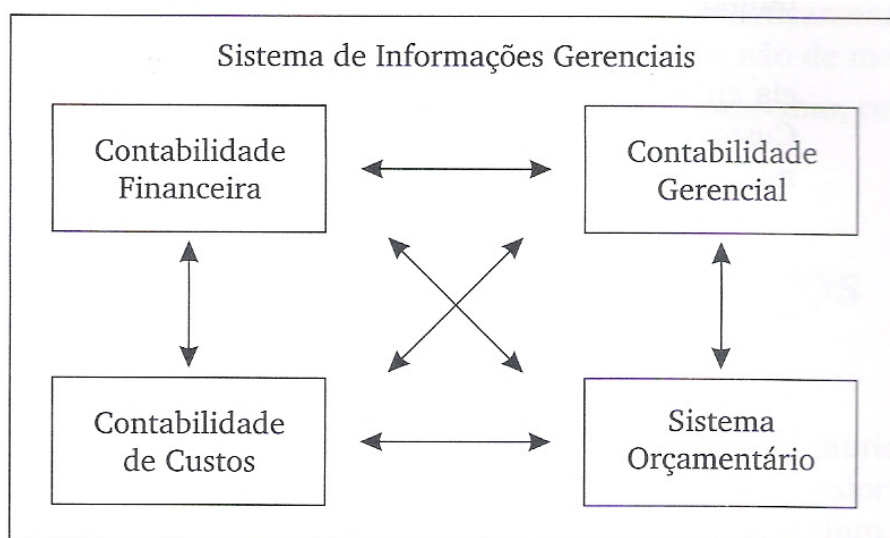 Sistema de Informações Gerenciais
Contabilidade
Financeira
Contabilidade
Gerencial
Contabilidade
de Custos
Sistema
Orçamentário